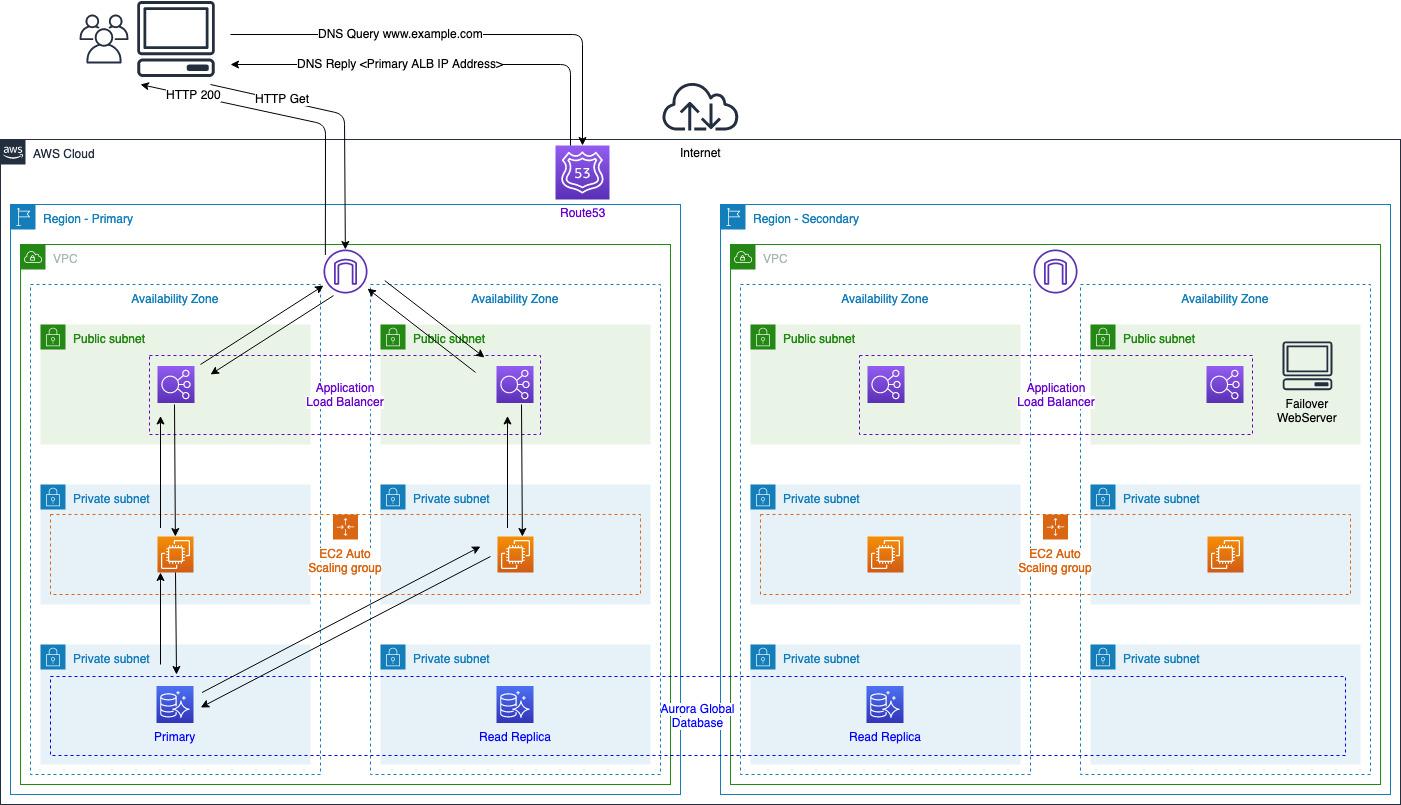 DNS Query www.example.com
DNS Reply <Primary ALB IP Address>
HTTP 200
HTTP Get
Internet
aws
AWS Cloud
53
Route53
Region - Primary
Region - Secondary
VPC
VPC
Availability Zone
Availability Zone
Availability Zone
Availability Zone
Public subnet
Public subnet
Public subnet
Public subnet
Application
Load Balancer
Application
Load Balancer
Failover
WebServer
Private subnet
Private subnet
Private subnet
Private subnet
EC2 Auto
Scaling group
EC2 Auto
Scaling group
Private subnet
Private subnet
Private subnet
Private subnet
Aurora Global
Database
Primary
Read Replica
Read Replica